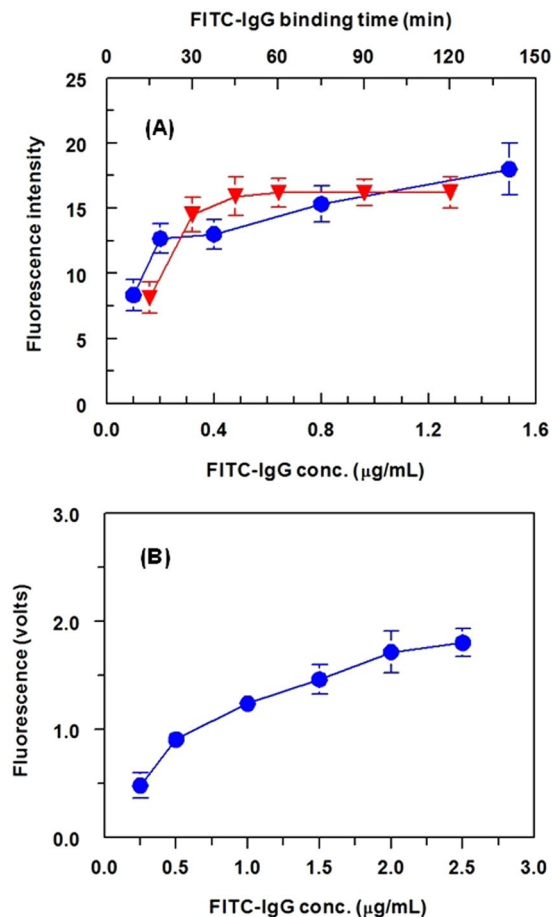 FITC-IgG binding time (min)
0 30 60 90 120 150
25
(A)
20
15
10
5
0
Fluorescence intensity
0.0 0.4 0.8 1.2 1.6
FITC-IgG conc. (μg/mL)
3.0
(B)
2.0
1.0
0.0
Fluorescence (volts)
0.0 0.5 1.0 1.5 2.0 2.5 3.0
FITC-IgG conc. (μg/mL)